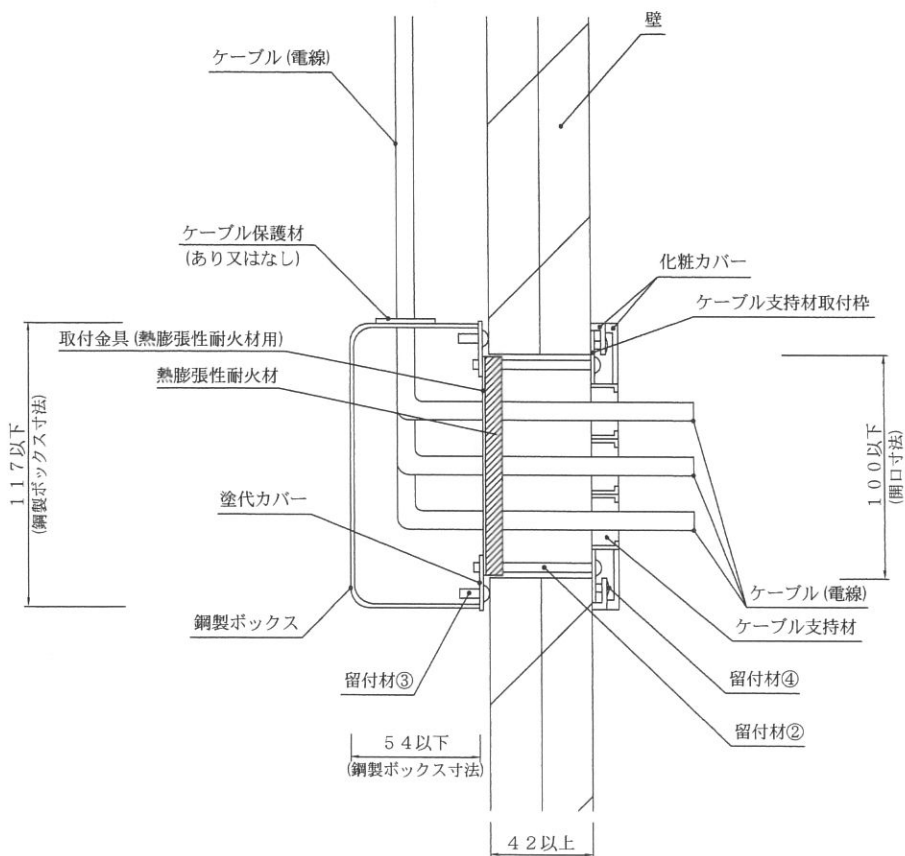 壁
ケーブル (電線)
ケーブル保護材
(あり又はなし)
化粧カバー
ケーブル支持材取付枠
取付金具 (熱膨張性耐火材用)
熱膨張性耐火材
117以下
(鋼製ボックス寸法)
100以下
(開口寸法)
塗代カバー
鋼製ボックス
ケーブル (電線)
ケーブル支持材
留付材③
留付材④
留付材②
54以下
(鋼製ボックス寸法)
42以上